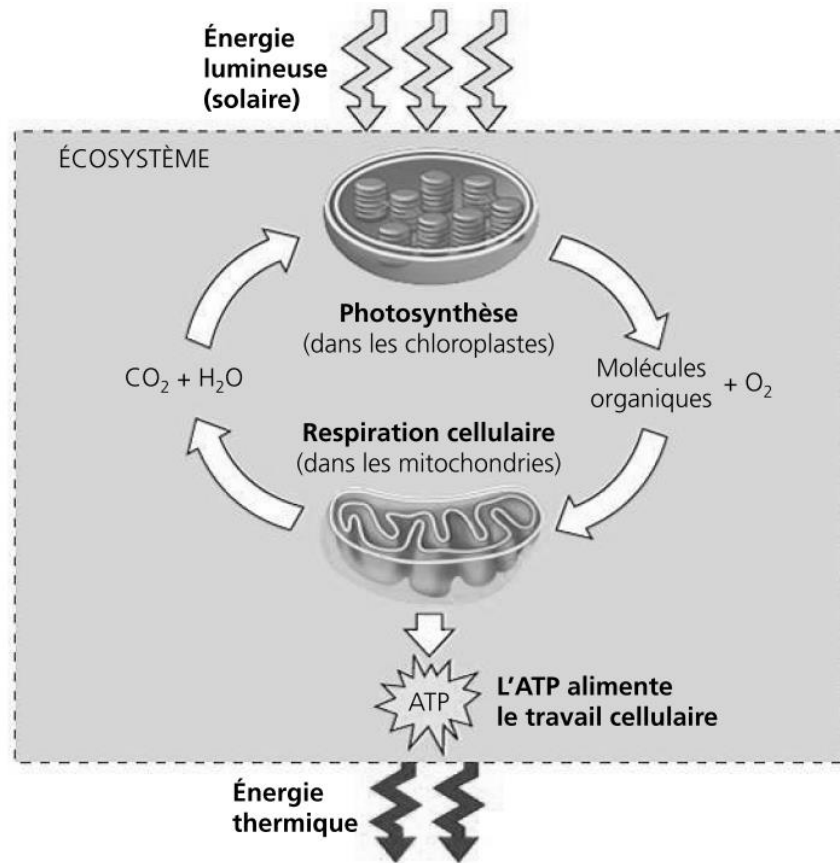 Énergie
lumineuse
(solaire)
ÉCOSYSTÈME
Photosynthèse
(dans les chloroplastes)
CO₂ + H₂O
Molécules
organiques + O₂
Respiration cellulaire
(dans les mitochondries)
ATP
L'ATP alimente
le travail cellulaire
Énergie
thermique